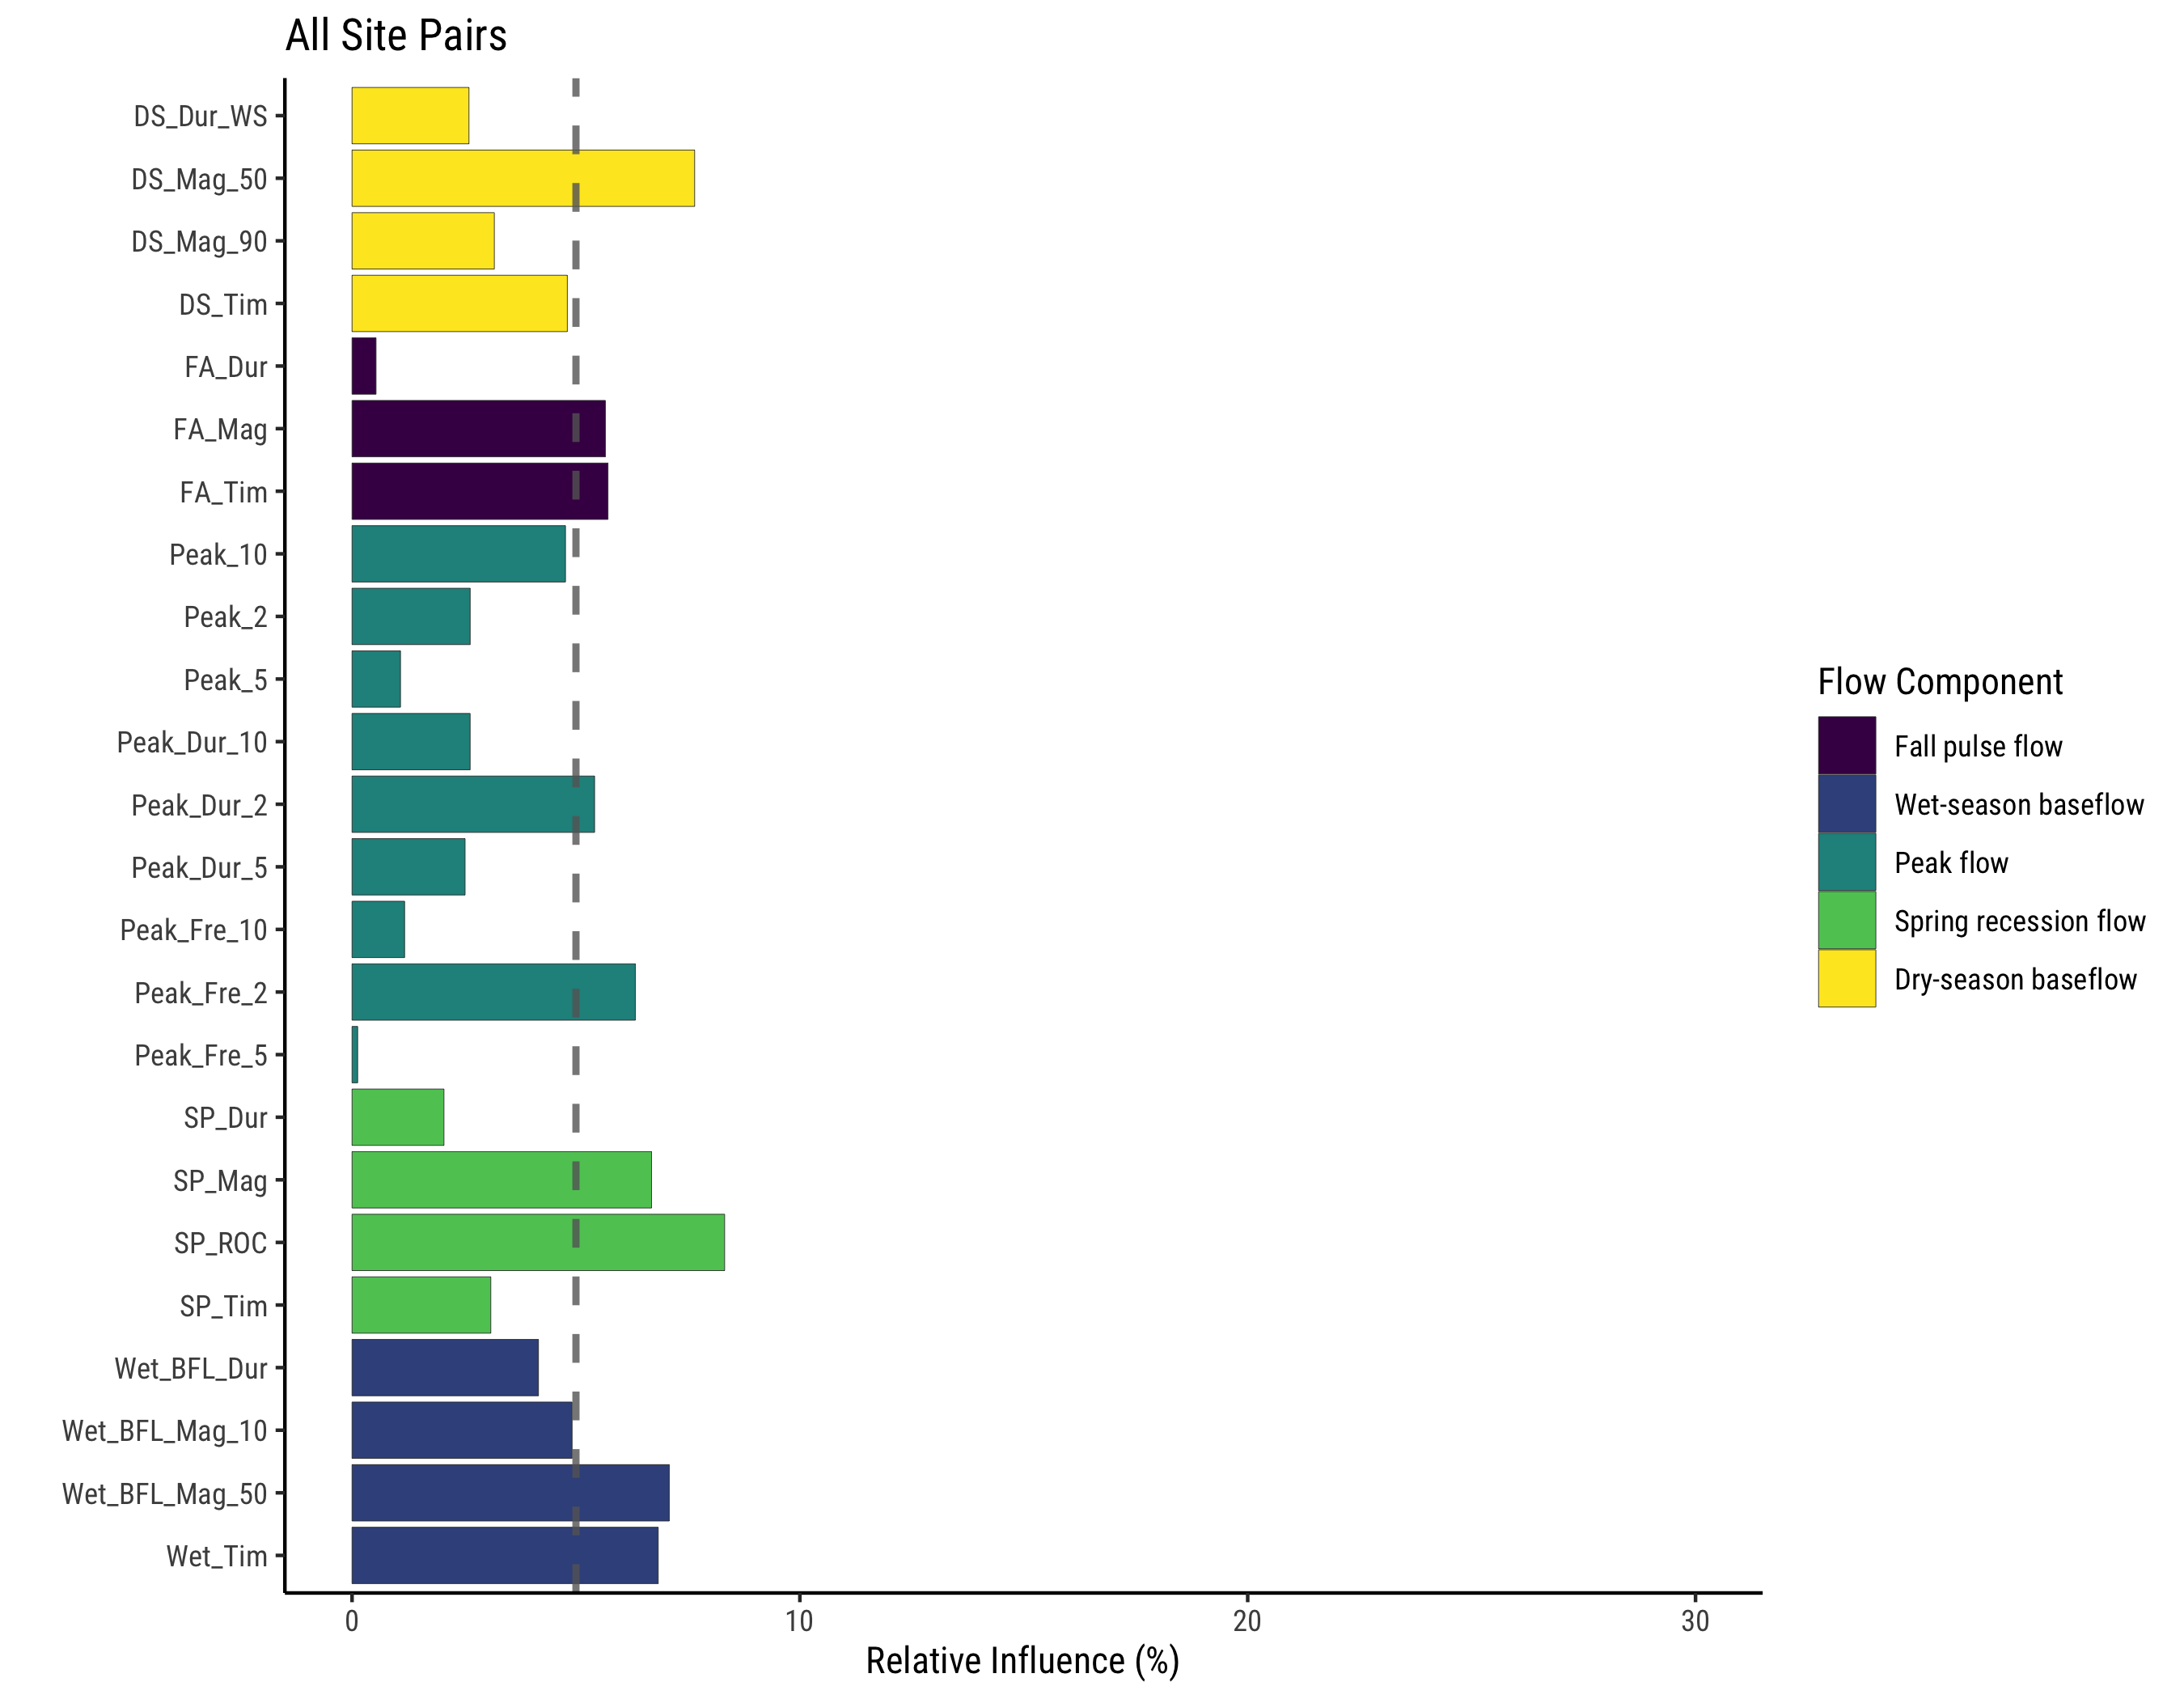 All Site Pairs
DS_Dur_WS
DS_Mag_50
DS_Mag_90
DS_Tim
FA_Dur
FA_Mag
FA_Tim
Peak_10
Peak_2
Peak_5
Peak_Dur_10
Peak_Dur_2
Peak_Dur_5
Peak_Fre_10
Peak_Fre_2
Peak_Fre_5
SP_Dur
SP_Mag
SP_ROC
SP_Tim
Wet_BFL_Dur
Wet_BFL_Mag_10
Wet_BFL_Mag_50
Wet_Tim
0 10 20 30
Relative Influence (%)
Flow Component
Fall pulse flow
Wet-season baseflow
Peak flow
Spring recession flow
Dry-season baseflow